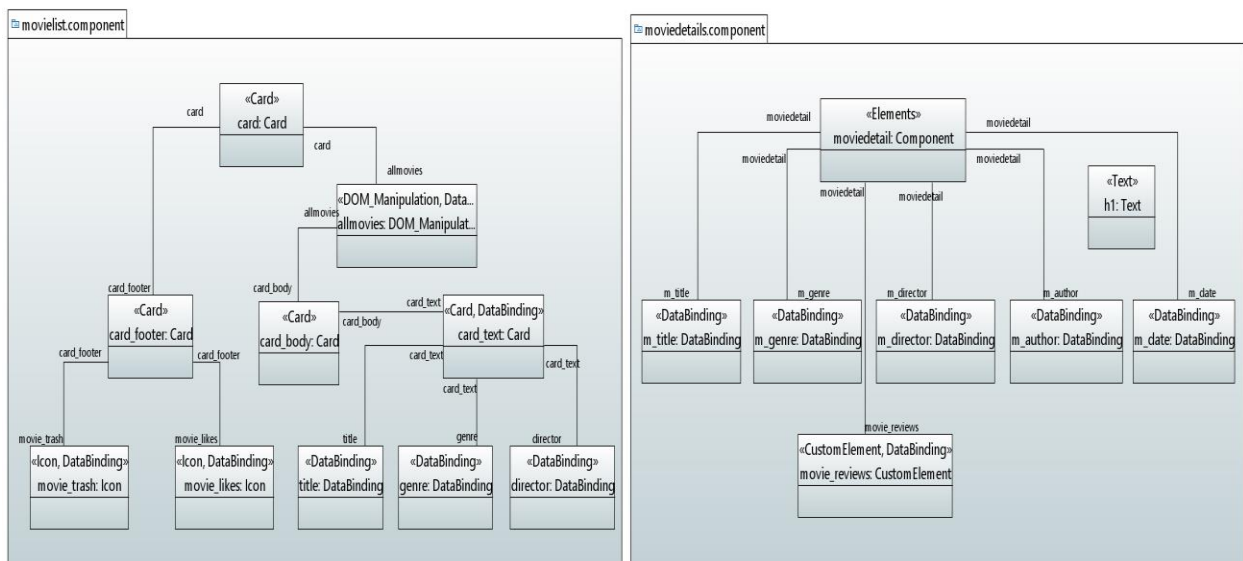 movielist.component
«Card»
card: Card
card
card
allmovies
«DOM_Manipulation, Data...
allmovies: DOM_Manipulat...
allmovies
card_footer
card_body
«Card»
card_footer: Card
«Card»
card_body: Card
card_text
card_body
«Card, DataBinding»
card_text: Card
card_footer
card_footer
card_text
card_text
card_text
movie_trash
movie_likes
title
genre
director
«Icon, DataBinding»
movie_trash: Icon
«Icon, DataBinding»
movie_likes: Icon
«DataBinding»
title: DataBinding
«DataBinding»
genre: DataBinding
«DataBinding»
director: DataBinding
moviedetails.component
«Elements»
moviedetail: Component
moviedetail
moviedetail
moviedetail
moviedetail
moviedetail
moviedetail
«Text»
h1: Text
m_title
m_genre
m_director
m_author
m_date
«DataBinding»
m_title: DataBinding
«DataBinding»
m_genre: DataBinding
«DataBinding»
m_director: DataBinding
«DataBinding»
m_author: DataBinding
«DataBinding»
m_date: DataBinding
movie_reviews
«CustomElement, DataBinding»
movie_reviews: CustomElement